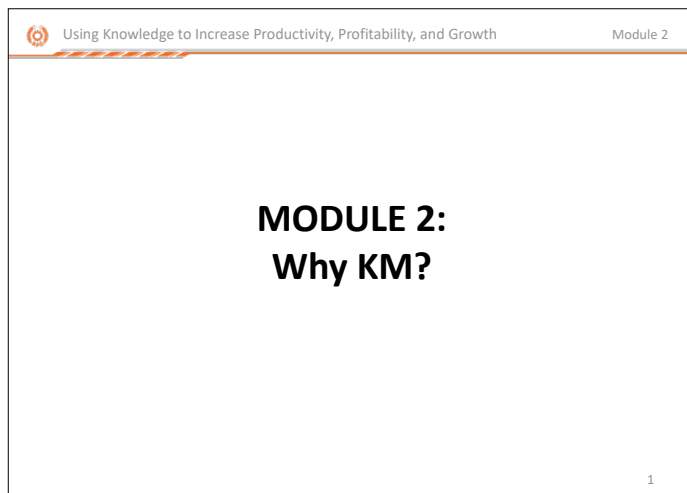 Using Knowledge to Increase Productivity, Profitability, and Growth Module 2
MODULE 2:
Why KM?
1